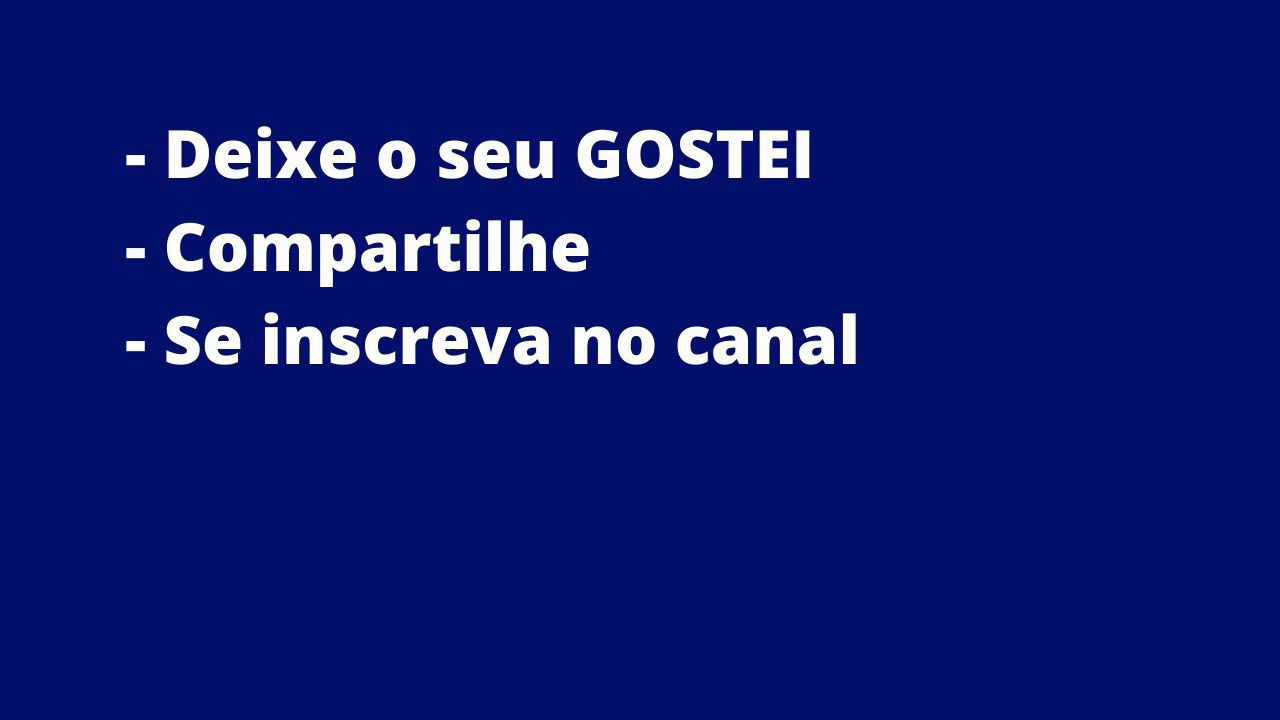 - Deixe o seu GOSTEI
- Compartilhe
- Se inscreva no canal